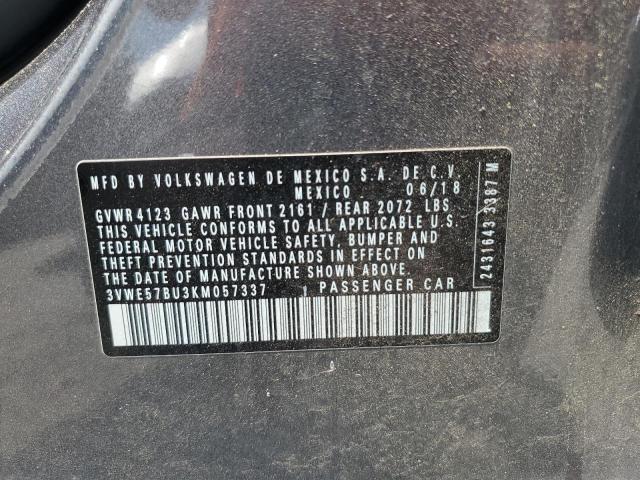 MFD BY VOLKSWAGEN DE MEXICO S.A. DE C.V.
MEXICO 06/18
GVWR 4123 GAWR FRONT 2161 / REAR 2072 LBS
THIS VEHICLE CONFORMS TO ALL APPLICABLE U.S.
FEDERAL MOTOR VEHICLE SAFETY, BUMPER AND
THEFT PREVENTION STANDARDS IN EFFECT ON
THE DATE OF MANUFACTURE SHOWN ABOVE.
3VWE57BU3KM057337 1 PASSENGER CAR
2431643 3387 M